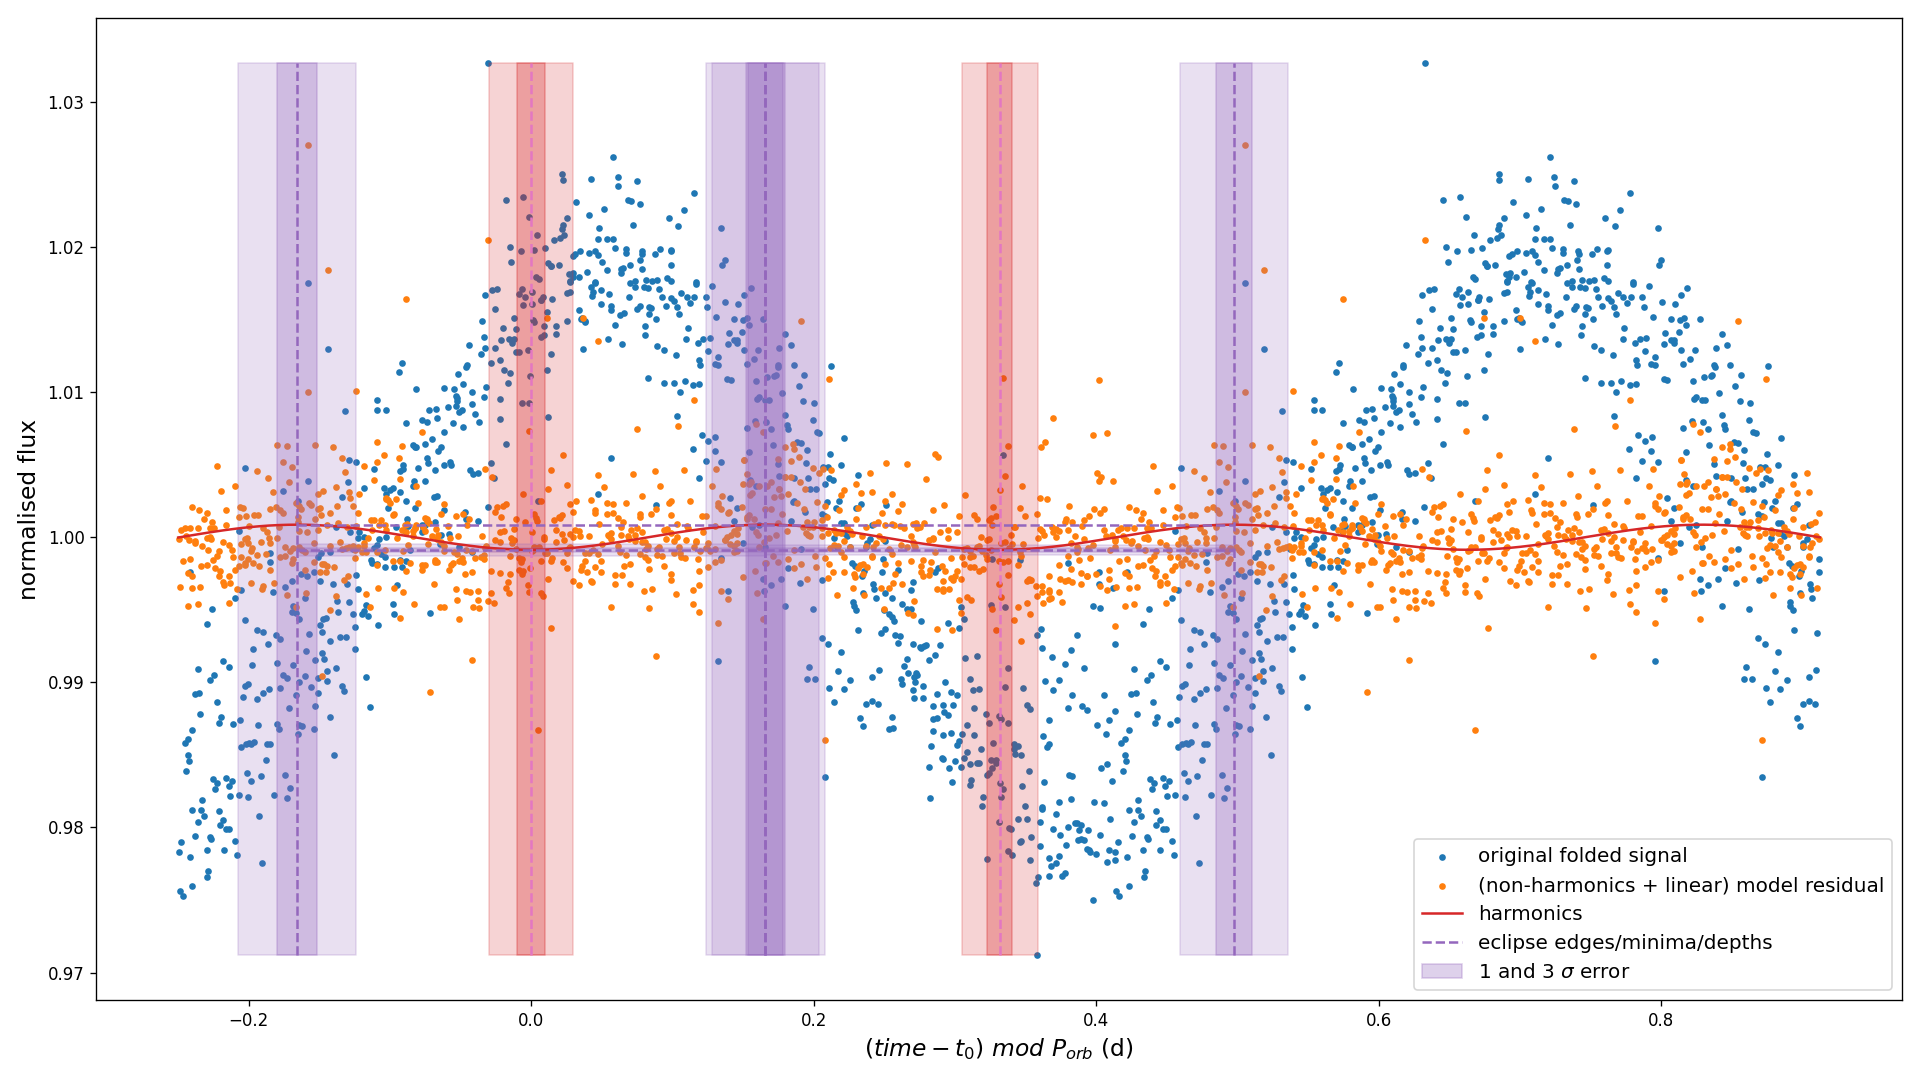 1.03
1.02
1.01
1.00
0.99
0.98
0.97
normalised flux
−0.2
0.0
0.2
0.4
0.6
0.8
(time − t₀) mod P_orb (d)
original folded signal
(non-harmonics + linear) model residual
harmonics
eclipse edges/minima/depths
1 and 3 σ error